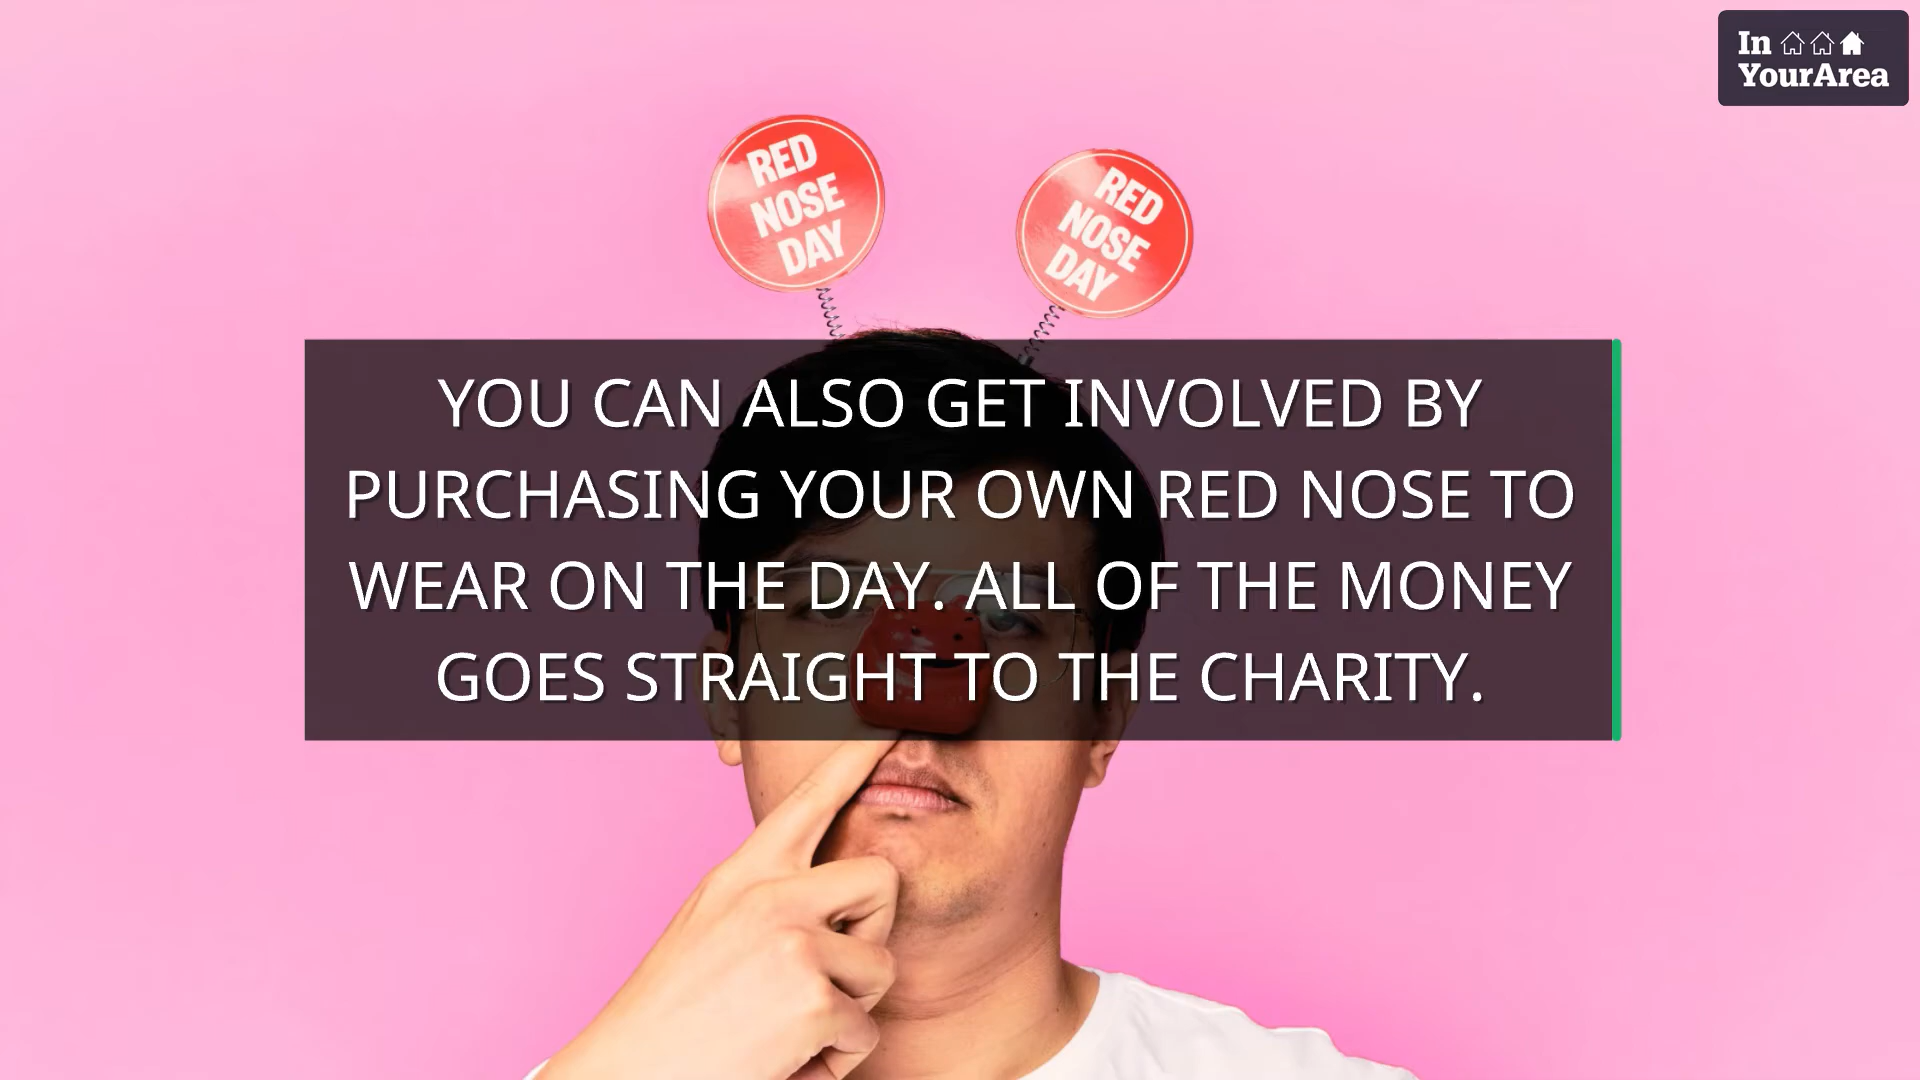 In
YourArea
RED
NOSE
DAY
RED
NOSE
DAY
YOU CAN ALSO GET INVOLVED BY
PURCHASING YOUR OWN RED NOSE TO
WEAR ON THE DAY. ALL OF THE MONEY
GOES STRAIGHT TO THE CHARITY.